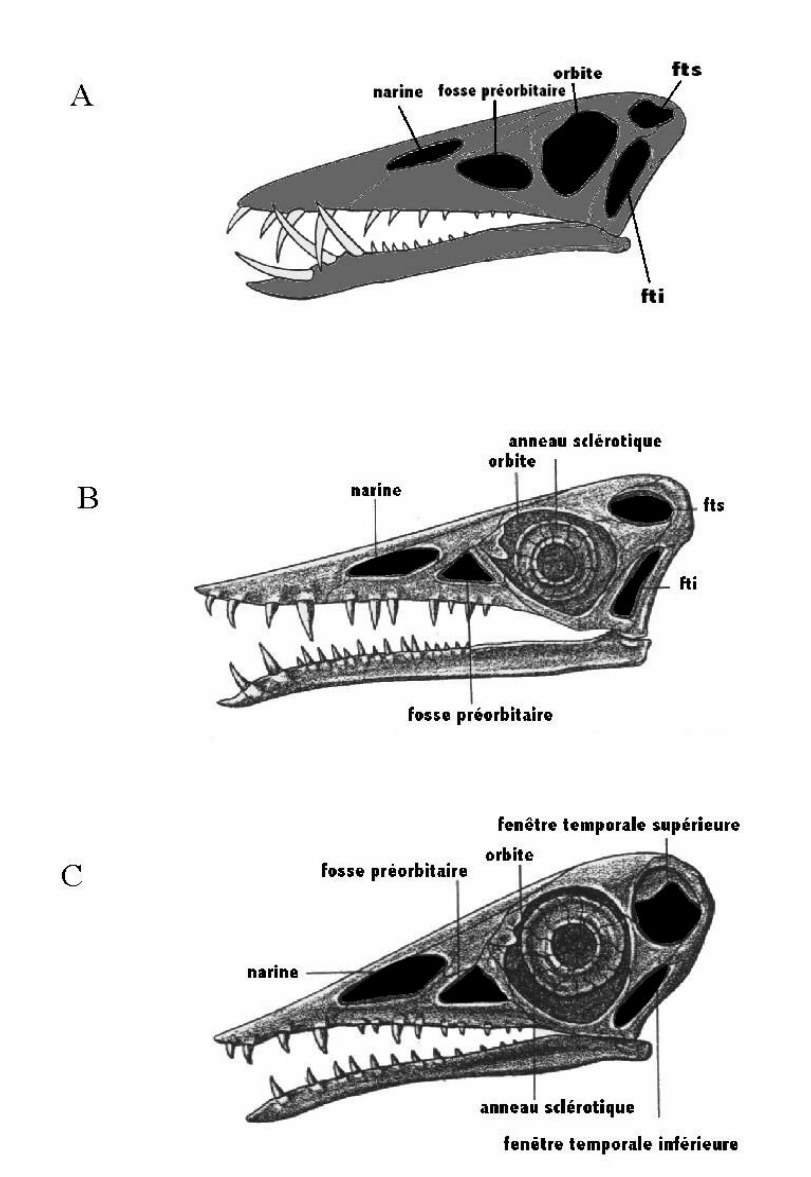 A
narine
fosse préorbitaire
orbite
fts
fti
B
anneau sclérotique
orbite
narine
fts
fti
fosse préorbitaire
C
fenêtre temporale supérieure
orbite
fosse préorbitaire
narine
anneau sclérotique
fenêtre temporale inférieure